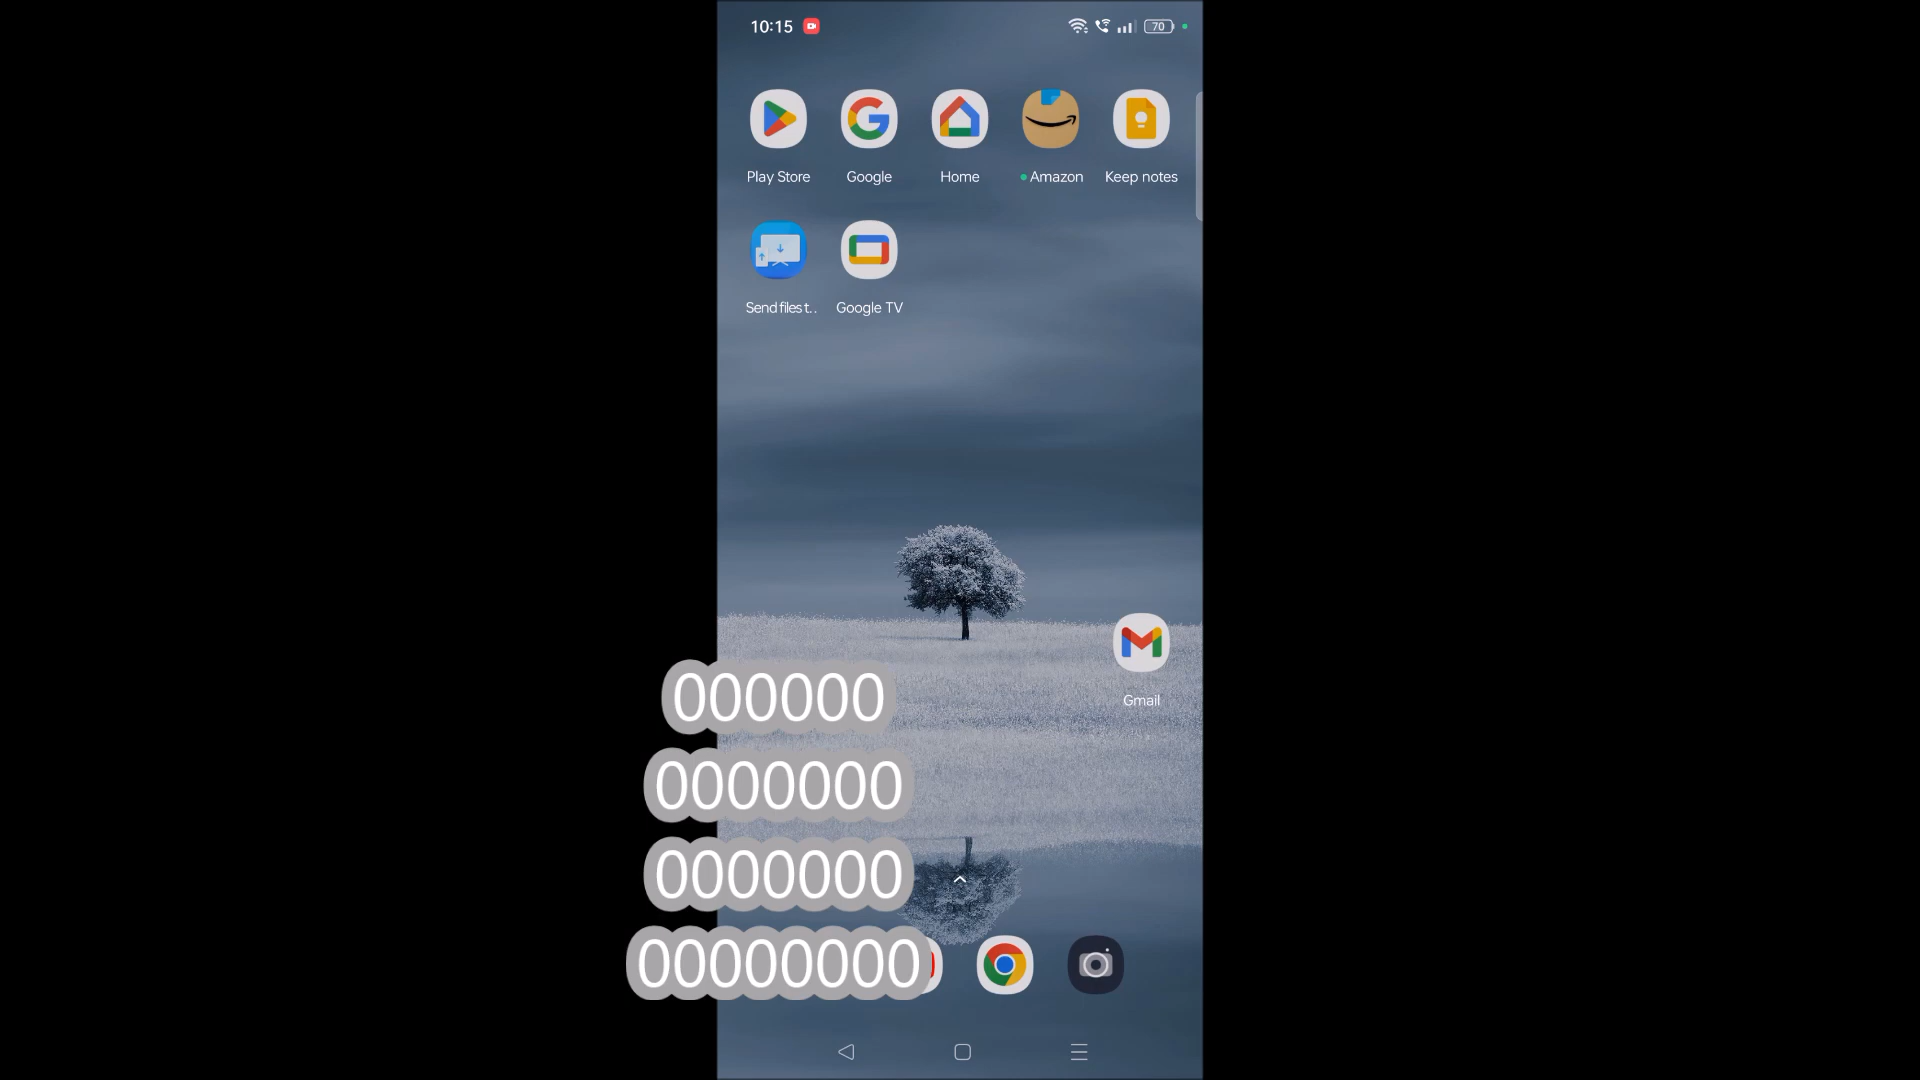 10:15
70
Play Store Google Home Amazon Keep notes
Send files t.. Google TV
Gmail
000000
0000000
0000000
00000000